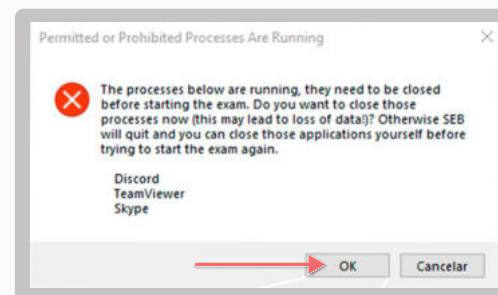 Permitted or Prohibited Processes Are Running
The processes below are running, they need to be closed
before starting the exam. Do you want to close those
processes now (this may lead to loss of data!)? Otherwise SEB
will quit and you can close those applications yourself before
trying to start the exam again.
Discord
TeamViewer
Skype
OK Cancelar